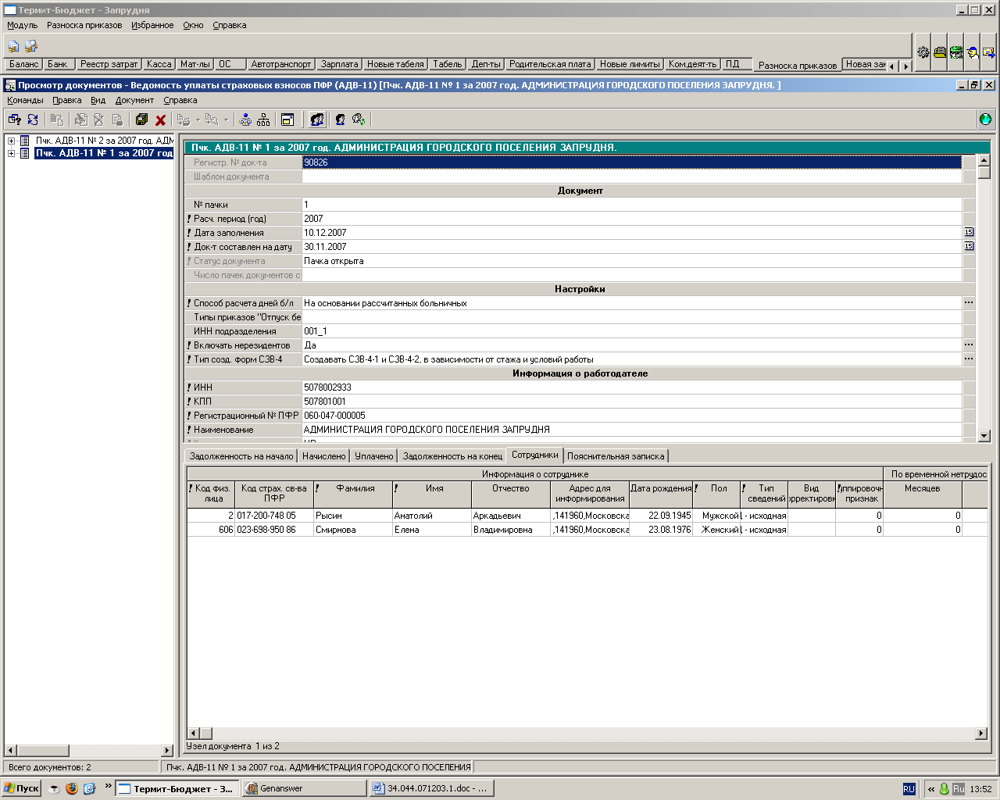 Термит-Бюджет - Запрудня
Модуль Разноска приказов Избранное Окно Справка
Баланс Банк Реестр затрат Касса Мат-лы ОС Автотранспорт Зарплата Новые табеля Табель Деп-ты Родительская плата Новые лимиты Ком.деят-ть ПД Разноска приказов Новая зак
Просмотр документов - Ведомость уплаты страховых взносов ПФР (АДВ-11) [Пчк. АДВ-11 № 1 за 2007 год. АДМИНИСТРАЦИЯ ГОРОДСКОГО ПОСЕЛЕНИЯ ЗАПРУДНЯ. ]
Команды Правка Вид Документ Справка
Пчк. АДВ-11 № 2 за 2007 год. АДМ
Пчк. АДВ-11 № 1 за 2007 год
Пчк. АДВ-11 № 1 за 2007 год. АДМИНИСТРАЦИЯ ГОРОДСКОГО ПОСЕЛЕНИЯ ЗАПРУДНЯ.
Регистр. № док-та 90826
Шаблон документа
Документ
№ пачки 1
! Расч. период (год) 2007
! Дата заполнения 10.12.2007 15
! Док-т составлен на дату 30.11.2007 15
! Статус документа Пачка открыта
Число пачек документов с
Настройки
! Способ расчета дней б/л На основании рассчитанных больничных ...
Типы приказов "Отпуск бе
ИНН подразделения 001_1
! Включать нерезидентов Да ...
! Тип созд. форм СЗВ-4 Создавать СЗВ-4-1 и СЗВ-4-2, в зависимости от стажа и условий работы ...
Информация о работодателе
! ИНН 5078002933
! КПП 507801001
! Регистрационный № ПФР 060-047-000005
! Наименование АДМИНИСТРАЦИЯ ГОРОДСКОГО ПОСЕЛЕНИЯ ЗАПРУДНЯ
Задолженность на начало Начислено Уплачено Задолженность на конец Сотрудники Пояснительная записка
Информация о сотруднике По временной нетрудос
! Код физ. лица Код страх. св-ва ПФР ! Фамилия ! Имя Отчество Адрес для информирования Дата рождения ! Пол ! Тип сведений Вид орректировк !уппировочн признак Месяцев
2 017-200-748 05 Рысин Анатолий Аркадьевич ,141960,Московска 22.09.1945 Мужской - исходная 0 0
606 023-698-950 86 Смирнова Елена Владимировна ,141960,Московска 23.08.1976 Женский - исходная 0 0
Узел документа 1 из 2
Всего документов: 2 Пчк. АДВ-11 № 1 за 2007 год. АДМИНИСТРАЦИЯ ГОРОДСКОГО ПОСЕЛЕНИЯ
Пуск » Термит-Бюджет - З... Genanswer 34.044.071203.1.doc - ... RU « Ru 13:52